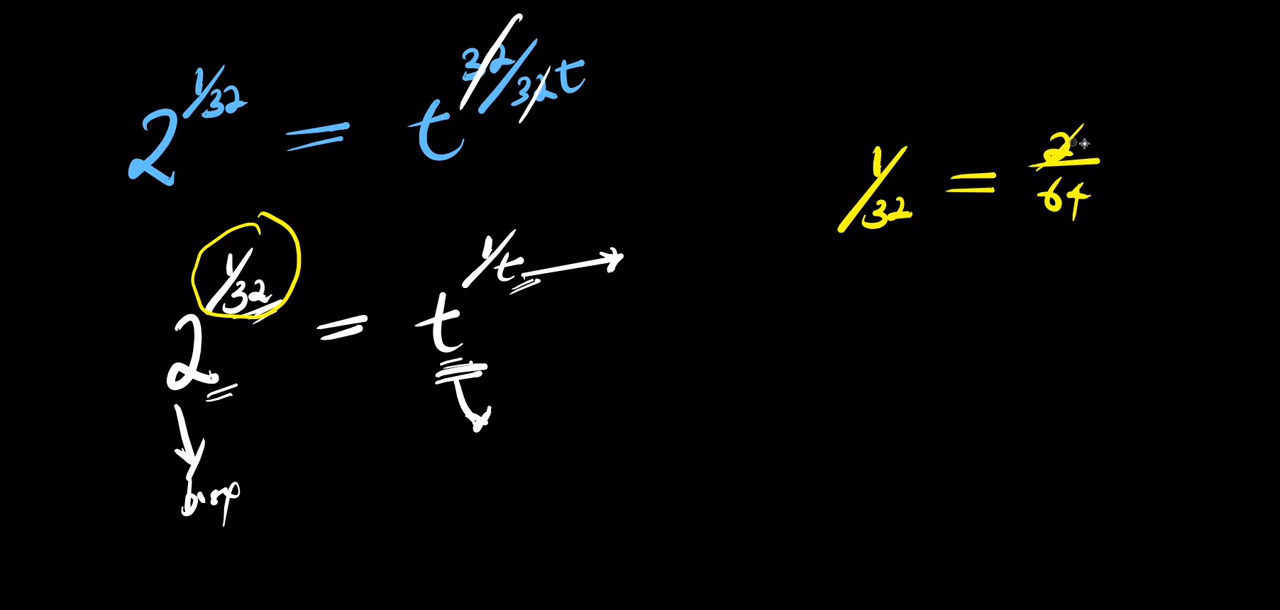 2^{1/32} = t^{32/32t}
1/32 = 2/64
2^{1/32} = t^{1/t}